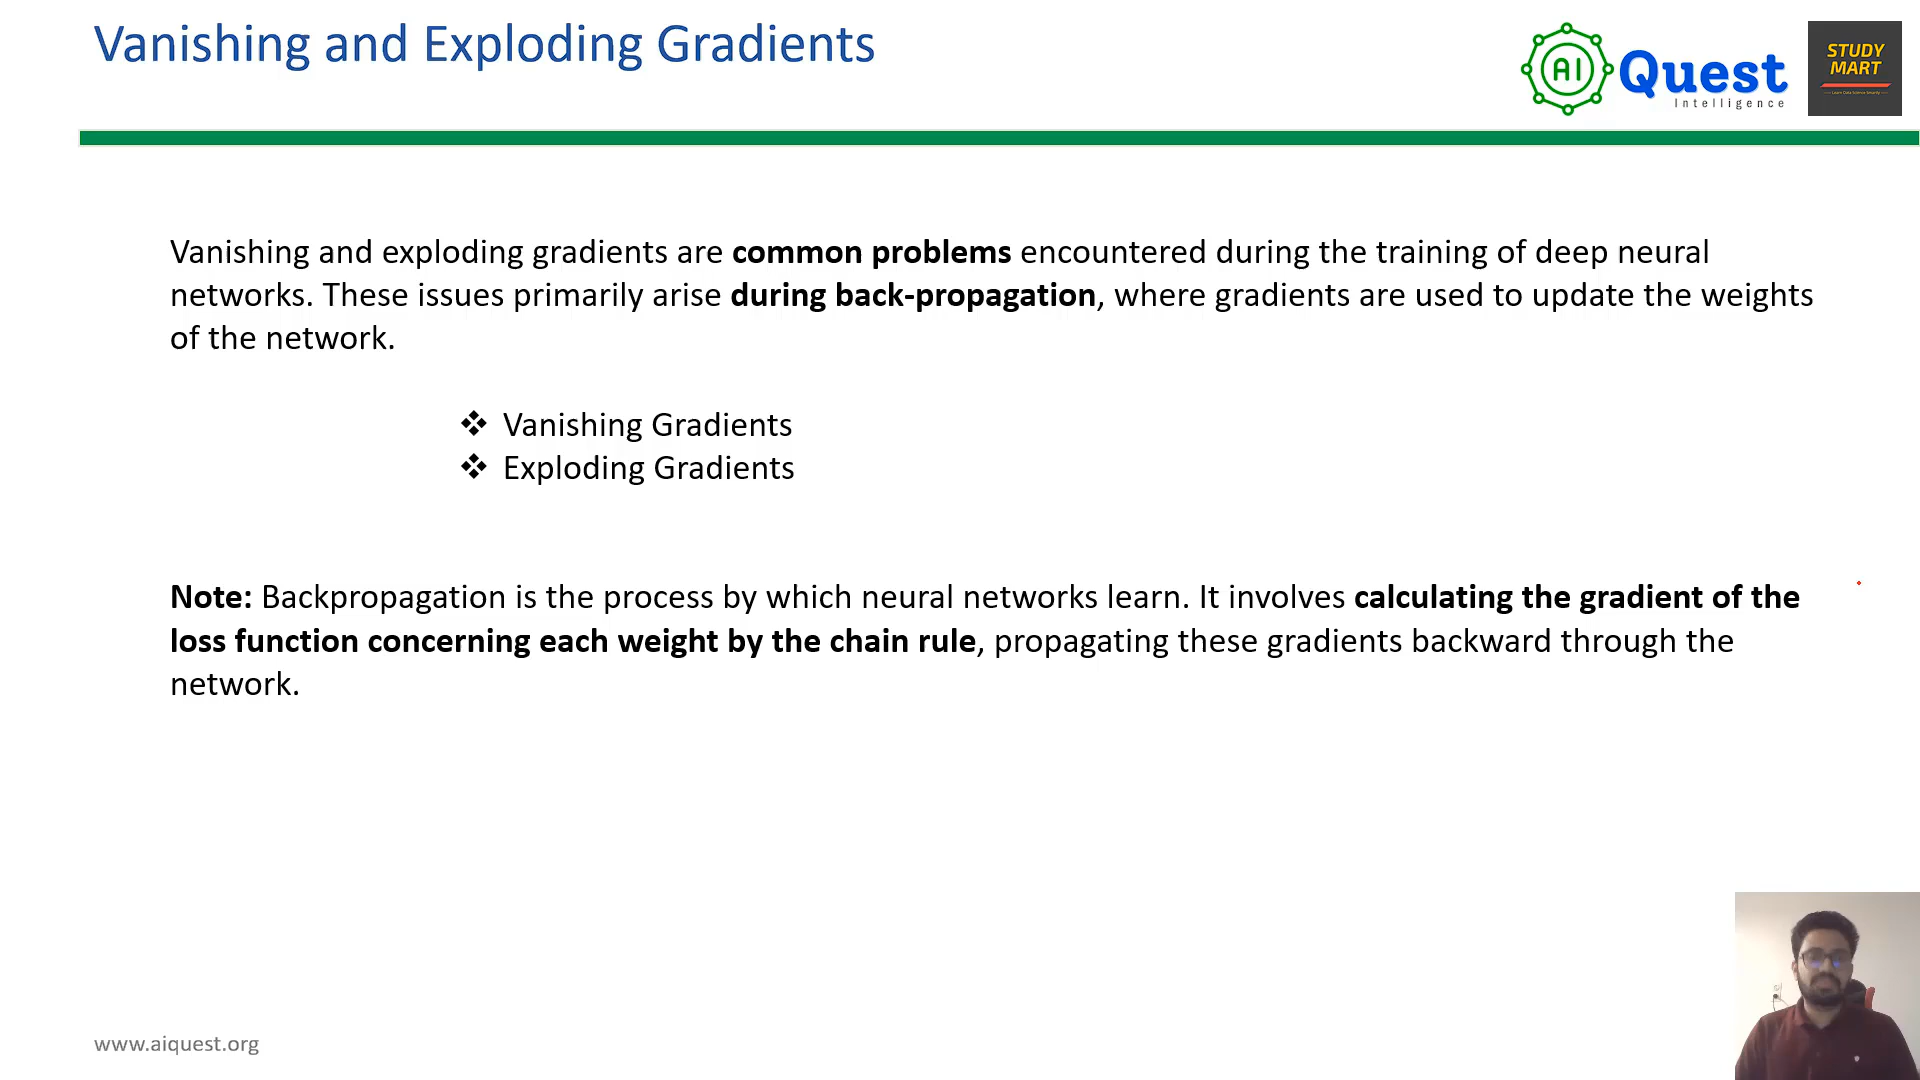 Vanishing and Exploding Gradients
AI Quest
Intelligence
STUDY
MART
Vanishing and exploding gradients are common problems encountered during the training of deep neural
networks. These issues primarily arise during back-propagation, where gradients are used to update the weights
of the network.
❖ Vanishing Gradients
❖ Exploding Gradients
Note: Backpropagation is the process by which neural networks learn. It involves calculating the gradient of the
loss function concerning each weight by the chain rule, propagating these gradients backward through the
network.
www.aiquest.org